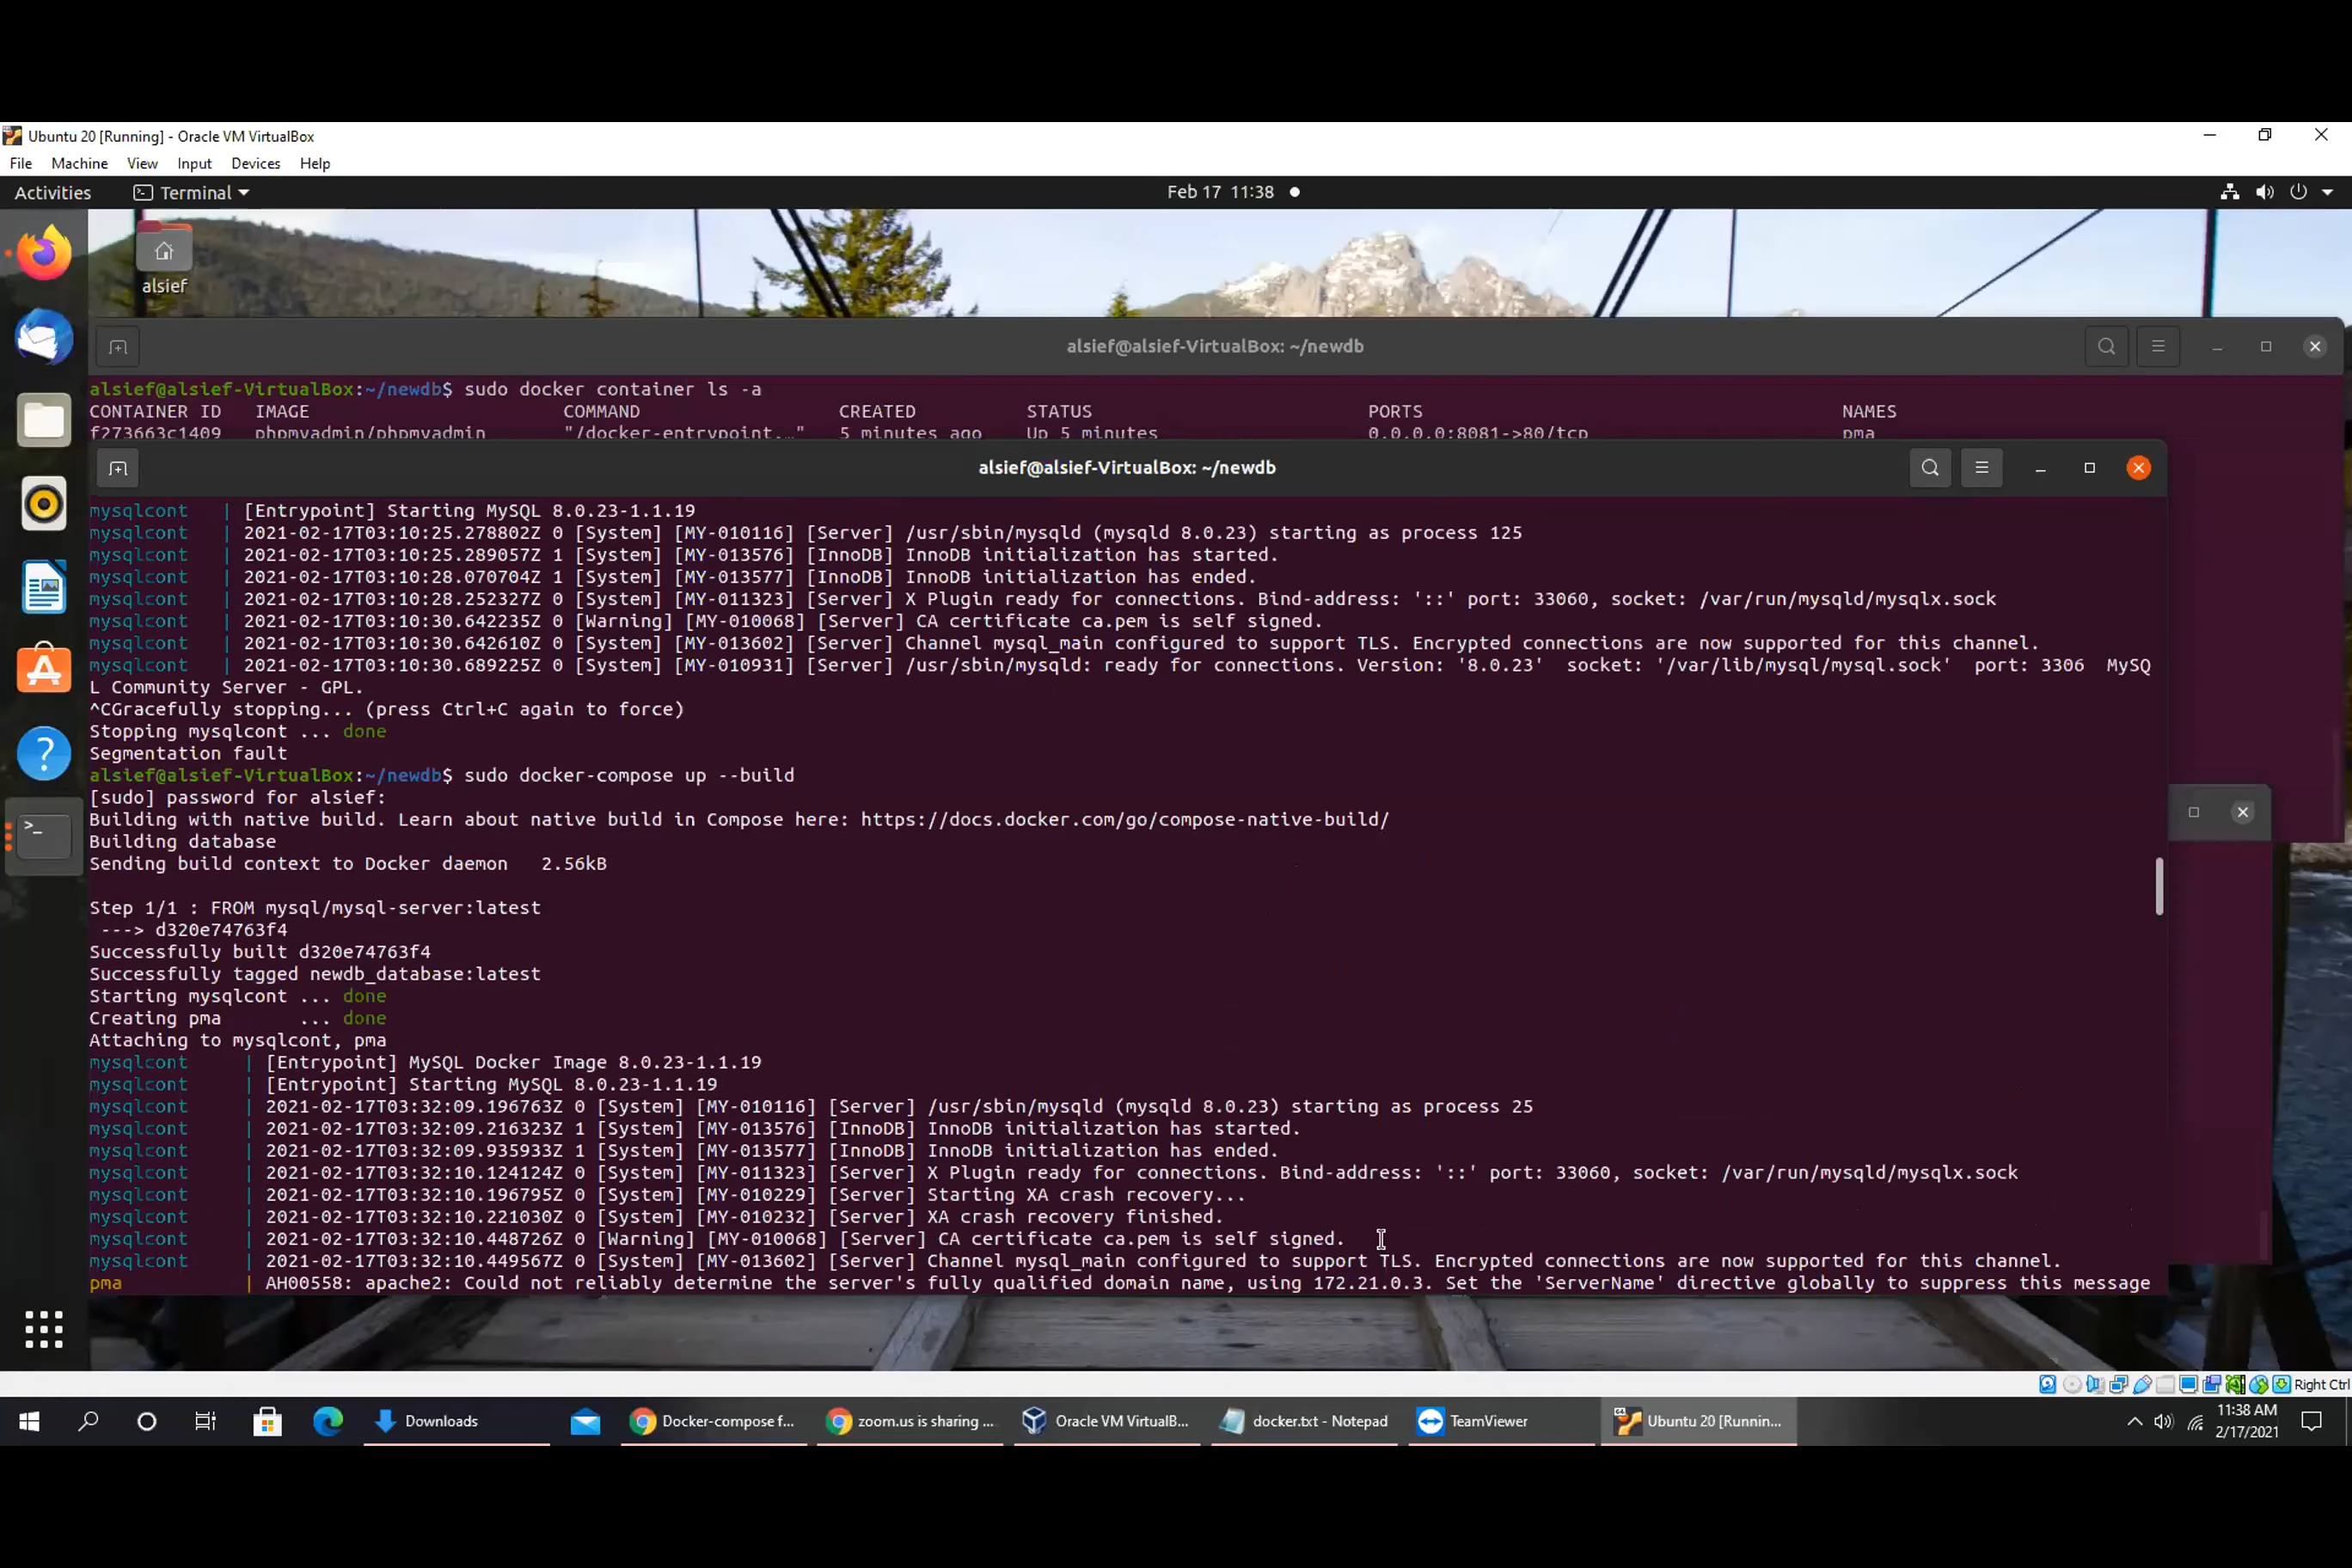 Ubuntu 20 [Running] - Oracle VM VirtualBox
File Machine View Input Devices Help
Activities Terminal Feb 17 11:38
alsief
alsief@alsief-VirtualBox: ~/newdb
alsief@alsief-VirtualBox:~/newdb$ sudo docker container ls -a
CONTAINER ID IMAGE COMMAND CREATED STATUS PORTS NAMES
f273663c1409 phpmyadmin/phpmyadmin "/docker-entrypoint.…" 5 minutes ago Up 5 minutes 0.0.0.0:8081->80/tcp pma
alsief@alsief-VirtualBox: ~/newdb
mysqlcont | [Entrypoint] Starting MySQL 8.0.23-1.1.19
mysqlcont | 2021-02-17T03:10:25.278802Z 0 [System] [MY-010116] [Server] /usr/sbin/mysqld (mysqld 8.0.23) starting as process 125
mysqlcont | 2021-02-17T03:10:25.289057Z 1 [System] [MY-013576] [InnoDB] InnoDB initialization has started.
mysqlcont | 2021-02-17T03:10:28.070704Z 1 [System] [MY-013577] [InnoDB] InnoDB initialization has ended.
mysqlcont | 2021-02-17T03:10:28.252327Z 0 [System] [MY-011323] [Server] X Plugin ready for connections. Bind-address: '::' port: 33060, socket: /var/run/mysqld/mysqlx.sock
mysqlcont | 2021-02-17T03:10:30.642235Z 0 [Warning] [MY-010068] [Server] CA certificate ca.pem is self signed.
mysqlcont | 2021-02-17T03:10:30.642610Z 0 [System] [MY-013602] [Server] Channel mysql_main configured to support TLS. Encrypted connections are now supported for this channel.
mysqlcont | 2021-02-17T03:10:30.689225Z 0 [System] [MY-010931] [Server] /usr/sbin/mysqld: ready for connections. Version: '8.0.23' socket: '/var/lib/mysql/mysql.sock' port: 3306 MySQ
L Community Server - GPL.
^CGracefully stopping... (press Ctrl+C again to force)
Stopping mysqlcont ... done
Segmentation fault
alsief@alsief-VirtualBox:~/newdb$ sudo docker-compose up --build
[sudo] password for alsief:
Building with native build. Learn about native build in Compose here: https://docs.docker.com/go/compose-native-build/
Building database
Sending build context to Docker daemon 2.56kB
Step 1/1 : FROM mysql/mysql-server:latest
---> d320e74763f4
Successfully built d320e74763f4
Successfully tagged newdb_database:latest
Starting mysqlcont ... done
Creating pma ... done
Attaching to mysqlcont, pma
mysqlcont | [Entrypoint] MySQL Docker Image 8.0.23-1.1.19
mysqlcont | [Entrypoint] Starting MySQL 8.0.23-1.1.19
mysqlcont | 2021-02-17T03:32:09.196763Z 0 [System] [MY-010116] [Server] /usr/sbin/mysqld (mysqld 8.0.23) starting as process 25
mysqlcont | 2021-02-17T03:32:09.216323Z 1 [System] [MY-013576] [InnoDB] InnoDB initialization has started.
mysqlcont | 2021-02-17T03:32:09.935933Z 1 [System] [MY-013577] [InnoDB] InnoDB initialization has ended.
mysqlcont | 2021-02-17T03:32:10.124124Z 0 [System] [MY-011323] [Server] X Plugin ready for connections. Bind-address: '::' port: 33060, socket: /var/run/mysqld/mysqlx.sock
mysqlcont | 2021-02-17T03:32:10.196795Z 0 [System] [MY-010229] [Server] Starting XA crash recovery...
mysqlcont | 2021-02-17T03:32:10.221030Z 0 [System] [MY-010232] [Server] XA crash recovery finished.
mysqlcont | 2021-02-17T03:32:10.448726Z 0 [Warning] [MY-010068] [Server] CA certificate ca.pem is self signed.
mysqlcont | 2021-02-17T03:32:10.449567Z 0 [System] [MY-013602] [Server] Channel mysql_main configured to support TLS. Encrypted connections are now supported for this channel.
pma | AH00558: apache2: Could not reliably determine the server's fully qualified domain name, using 172.21.0.3. Set the 'ServerName' directive globally to suppress this message
Right Ctrl
Downloads Docker-compose f... zoom.us is sharing ... Oracle VM VirtualB... docker.txt - Notepad TeamViewer Ubuntu 20 [Runnin... 11:38 AM
2/17/2021